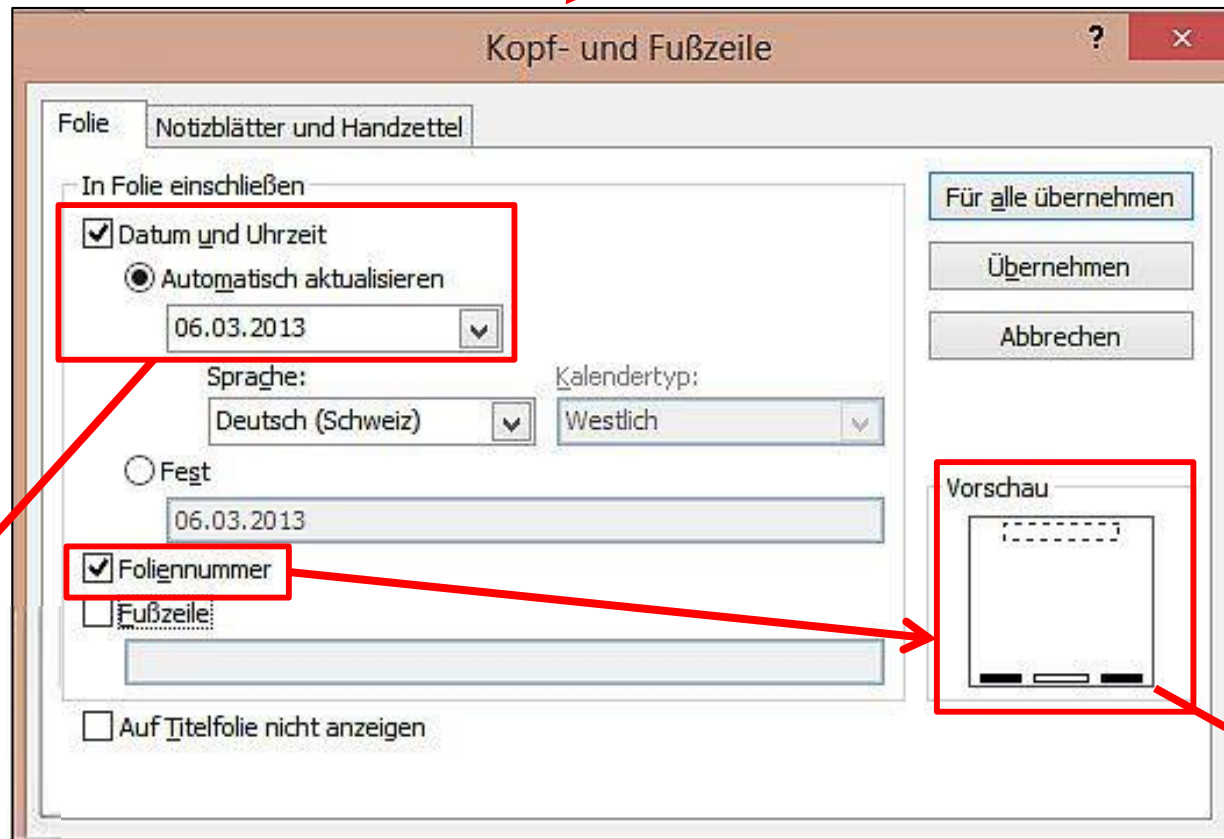 Kopf- und Fußzeile
?
×
Folie
Notizblätter und Handzettel
In Folie einschließen
Datum und Uhrzeit
Automatisch aktualisieren
06.03.2013
Sprache:
Kalendertyp:
Deutsch (Schweiz)
Westlich
Fest
06.03.2013
Foliennummer
Fußzeile
Auf Titelfolie nicht anzeigen
Für alle übernehmen
Übernehmen
Abbrechen
Vorschau